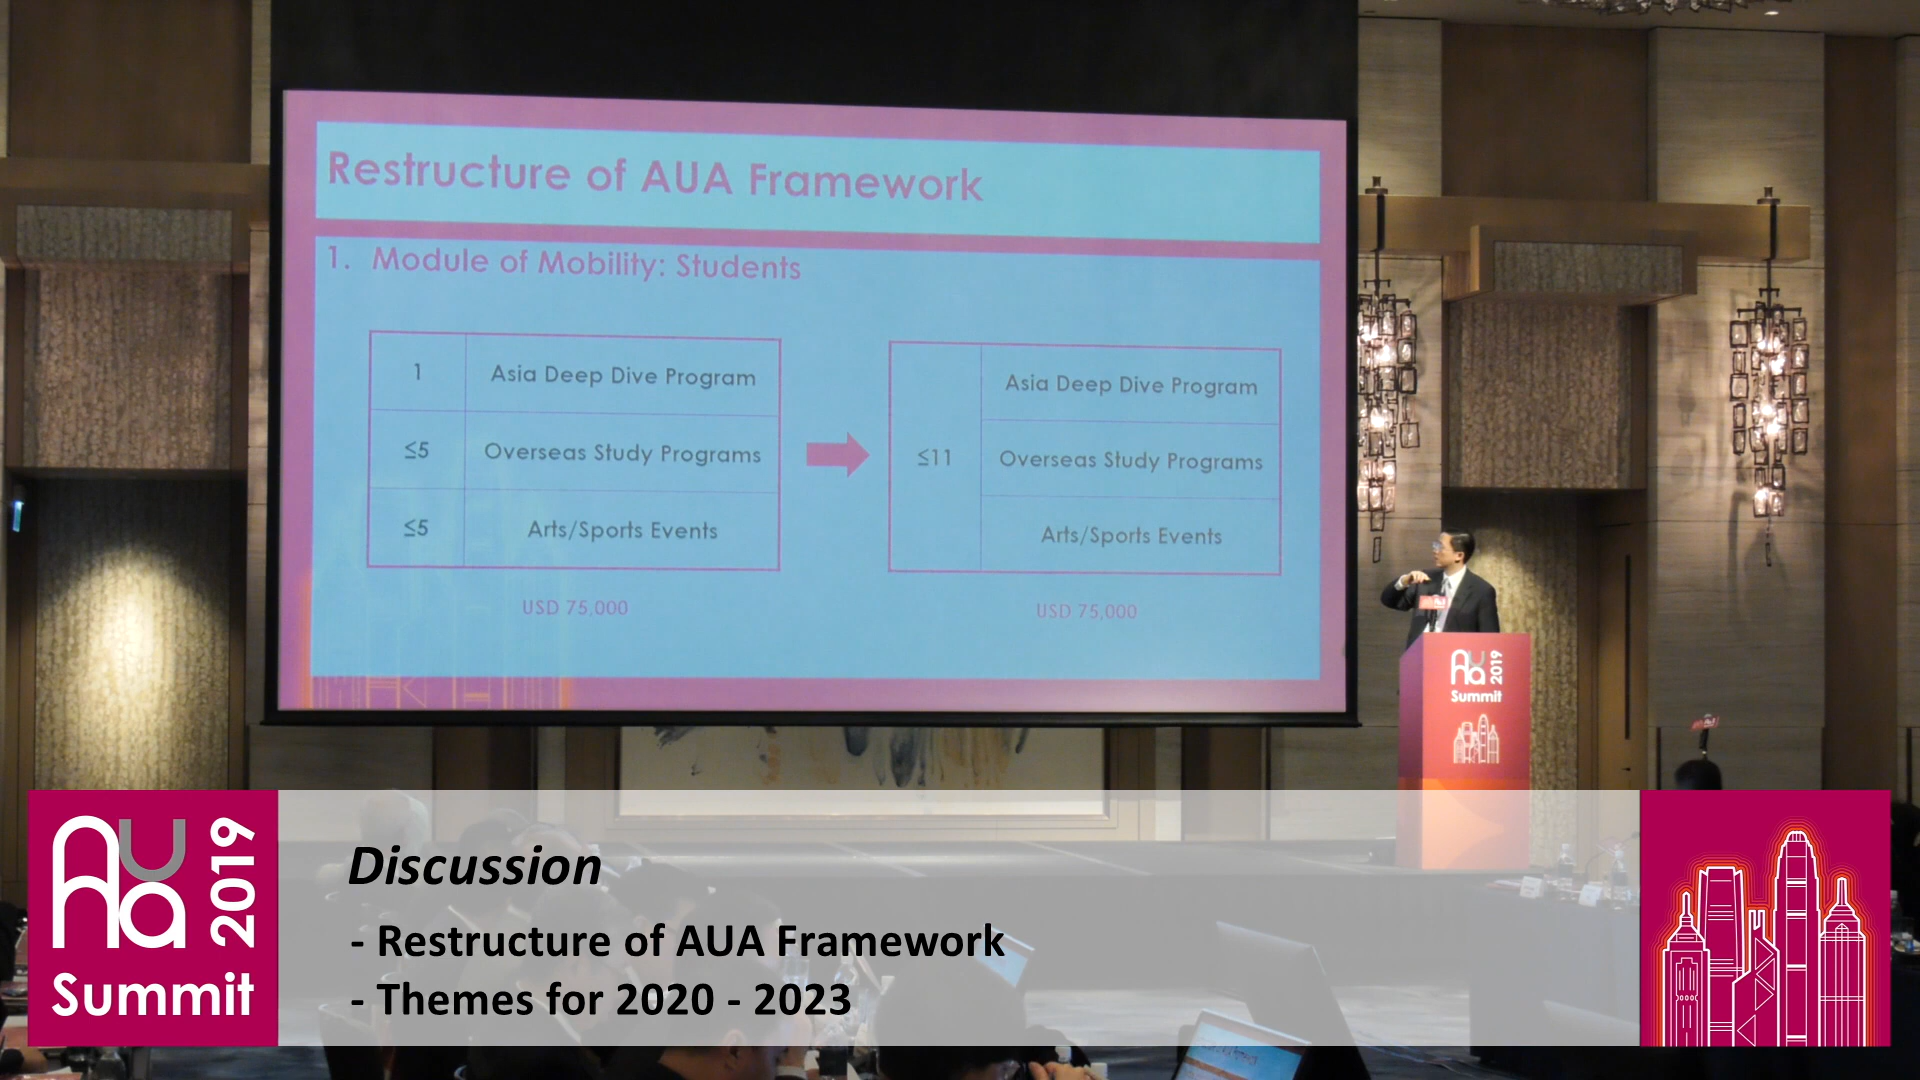 Restructure of AUA Framework
1. Module of Mobility: Students
1 Asia Deep Dive Program
≤5 Overseas Study Programs
≤5 Arts/Sports Events
USD 75,000
Asia Deep Dive Program
≤11 Overseas Study Programs
Arts/Sports Events
USD 75,000
AUA 2019
Summit
AUA 2019
Summit
Discussion
- Restructure of AUA Framework
- Themes for 2020 - 2023